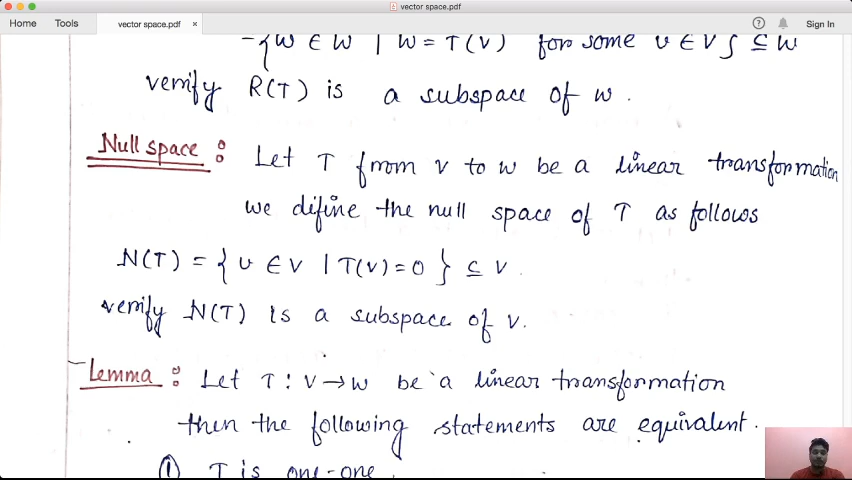 vector space.pdf
Home Tools vector space.pdf × Sign In
= { w ∈ W | W = T(V) for some v ∈ V } ⊆ W
verify R(T) is a subspace of W.
Null space : Let T from V to W be a linear transformation
we define the null space of T as follows
N(T) = { v ∈ V | T(V) = 0 } ⊆ V
verify N(T) is a subspace of V.
Lemma : Let T : V → W be a linear transformation
then the following statements are equivalent.
① T is one-one.